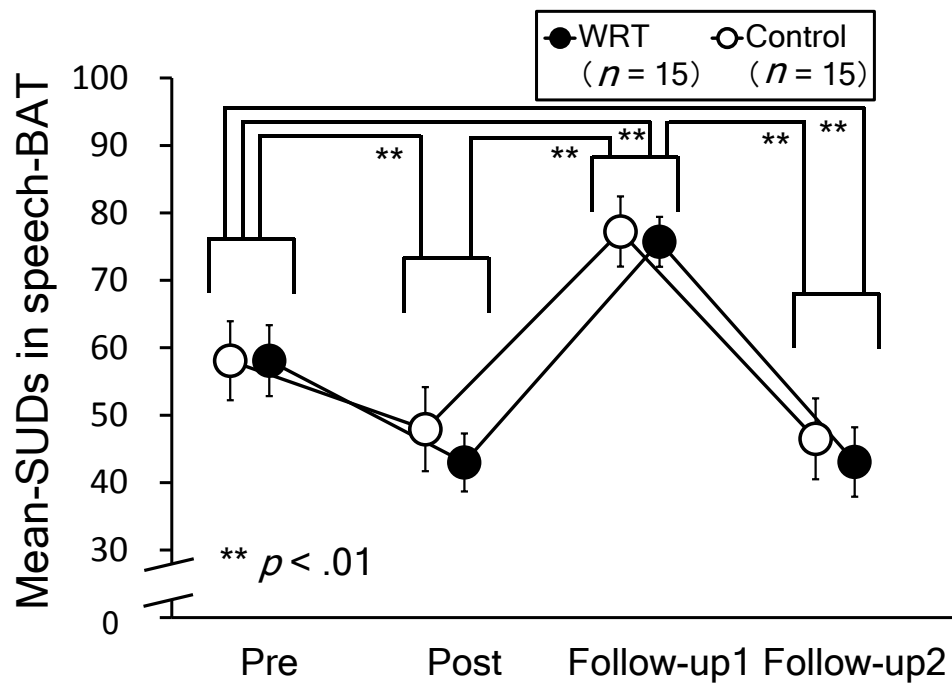 WRT Control
(n = 15) (n = 15)
Mean-SUDs in speech-BAT
100
90
80
70
60
50
40
30
0
**
**
**
**
**
** p < .01
Pre Post Follow-up1 Follow-up2